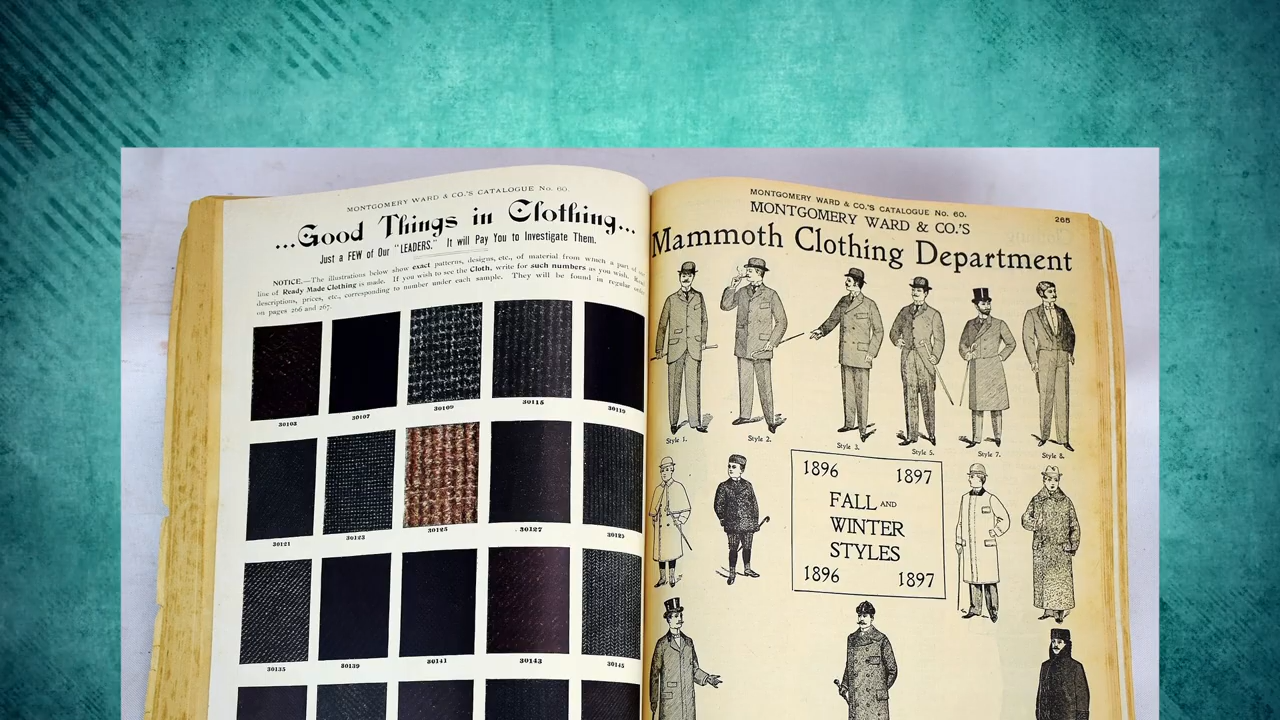 MONTGOMERY WARD & CO.'S CATALOGUE No. 60.
...Good Things in Clothing...
Just a FEW of Our "LEADERS." It will Pay You to Investigate Them.
NOTICE.—The illustrations below show exact patterns, designs, etc., of material from which a part of
line of Ready Made Clothing is made. If you wish to see the Cloth, write for such numbers as you wish.
descriptions, prices, etc., corresponding to number under each sample. They will be found in regular
on pages 266 and 267.
30103 30107 30109 30115 30119
30121 30123 30125 30127 30129
30135 30139 30141 30143 30145
MONTGOMERY WARD & CO.'S CATALOGUE No. 60.
265
MONTGOMERY WARD & CO.'S
Mammoth Clothing Department
Style 1. Style 2. Style 3. Style 5. Style 7. Style 8.
1896 1897
FALL AND
WINTER
STYLES
1896 1897